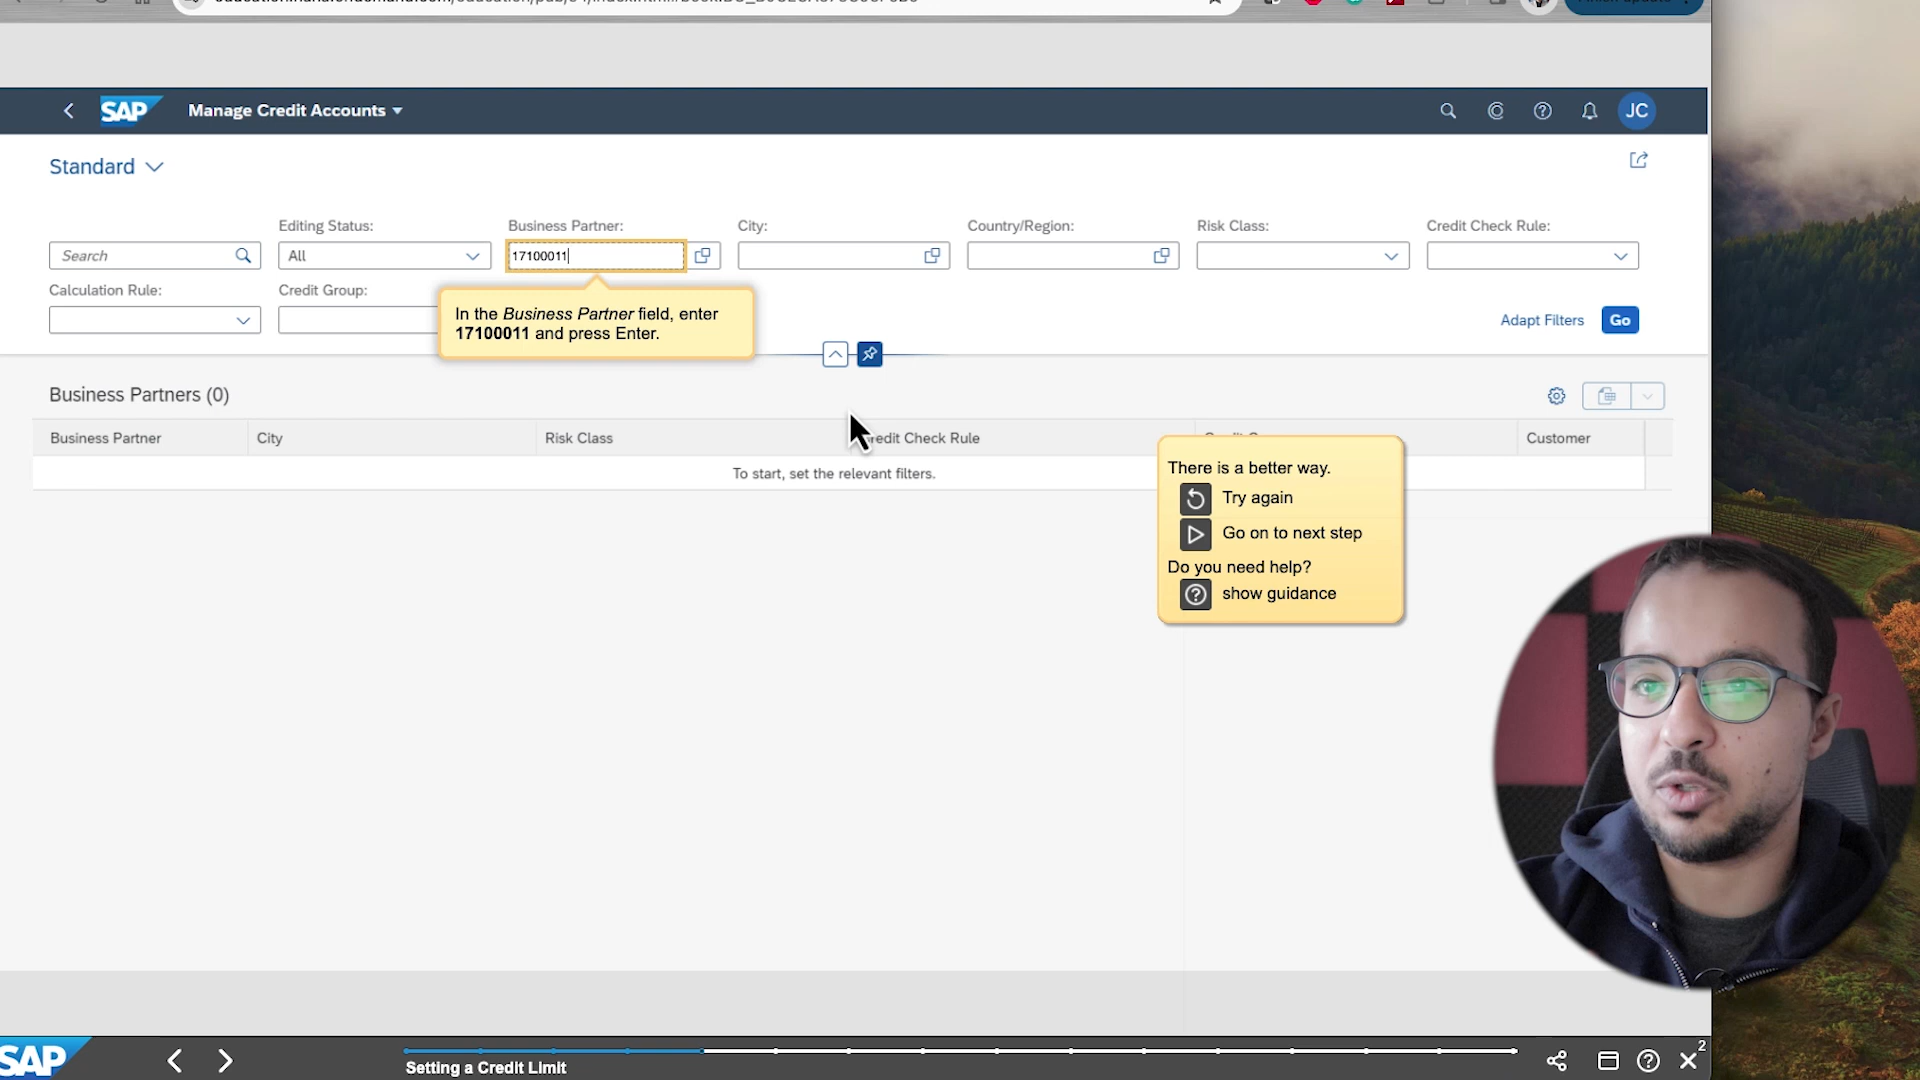 SAP
Manage Credit Accounts
JC
Standard
Editing Status:
Business Partner:
City:
Country/Region:
Risk Class:
Credit Check Rule:
Search
All
17100011
Calculation Rule:
Credit Group:
In the Business Partner field, enter
17100011 and press Enter.
Adapt Filters
Go
Business Partners (0)
Business Partner
City
Risk Class
redit Check Rule
Customer
To start, set the relevant filters.
There is a better way.
Try again
Go on to next step
Do you need help?
show guidance
SAP
Setting a Credit Limit
2